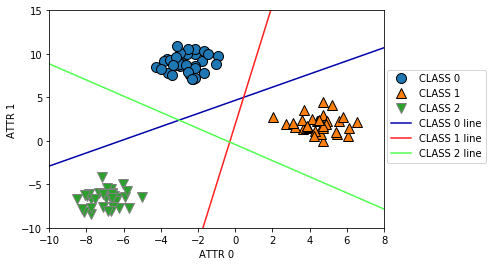 15
10
5
0
−5
−10
ATTR 1
−10 −8 −6 −4 −2 0 2 4 6 8
ATTR 0
CLASS 0
CLASS 1
CLASS 2
CLASS 0 line
CLASS 1 line
CLASS 2 line